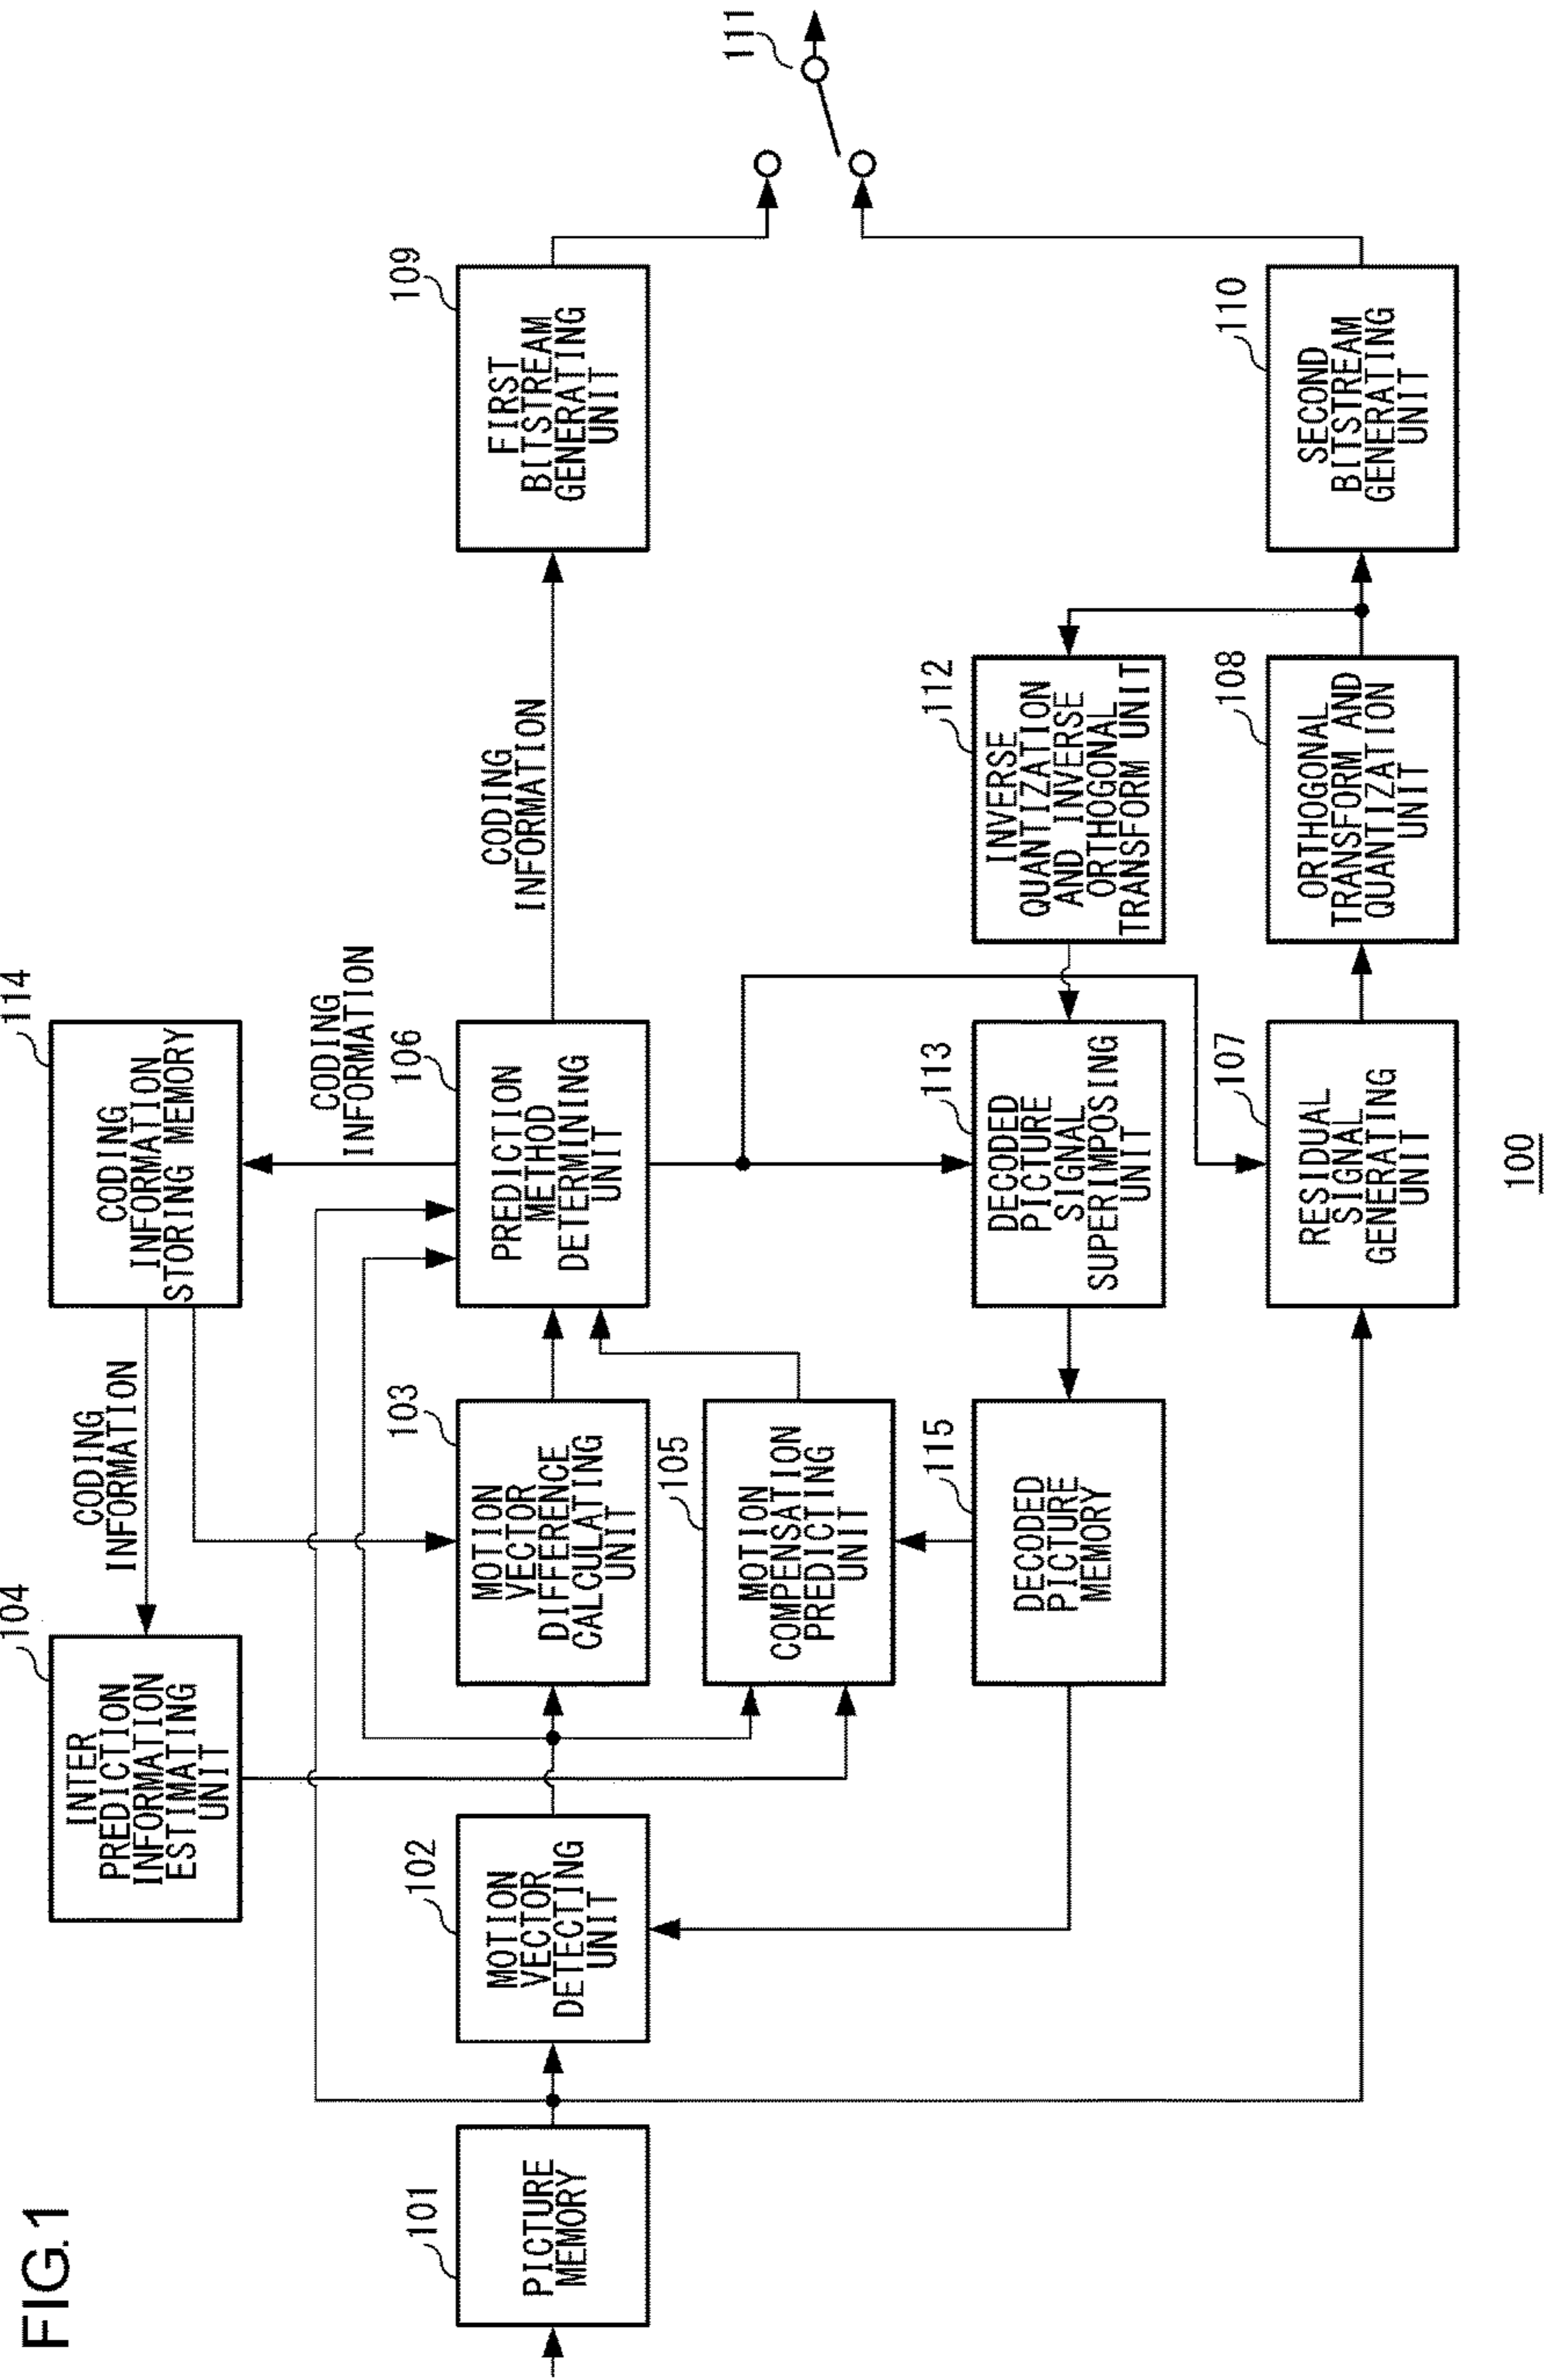 FIG.1
104
INTER
PREDICTION
INFORMATION
ESTIMATING
UNIT
CODING
INFORMATION
114
CODING
INFORMATION
STORING MEMORY
CODING
INFORMATION
101
PICTURE
MEMORY
102
MOTION
VECTOR
DETECTING
UNIT
103
MOTION
VECTOR
DIFFERENCE
CALCULATING
UNIT
106
PREDICTION
METHOD
DETERMINING
UNIT
CODING
INFORMATION
109
FIRST
BITSTREAM
GENERATING
UNIT
111
105
MOTION
COMPENSATION
PREDICTING
UNIT
115
DECODED
PICTURE
MEMORY
113
DECODED
PICTURE
SIGNAL
SUPERIMPOSING
UNIT
112
INVERSE
QUANTIZATION
AND INVERSE
ORTHOGONAL
TRANSFORM UNIT
107
RESIDUAL
SIGNAL
GENERATING
UNIT
108
ORTHOGONAL
TRANSFORM AND
QUANTIZATION
UNIT
110
SECOND
BITSTREAM
GENERATING
UNIT
100